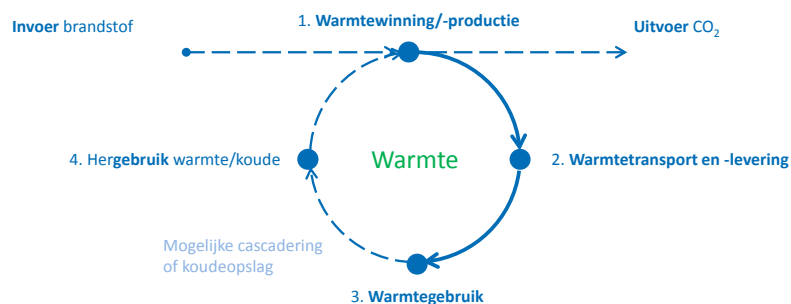 1. Warmtewinning/-productie
Invoer brandstof
Uitvoer CO₂
4. Hergebruik warmte/koude
Warmte
2. Warmtetransport en -levering
Mogelijke cascadering
of koudeopslag
3. Warmtegebruik